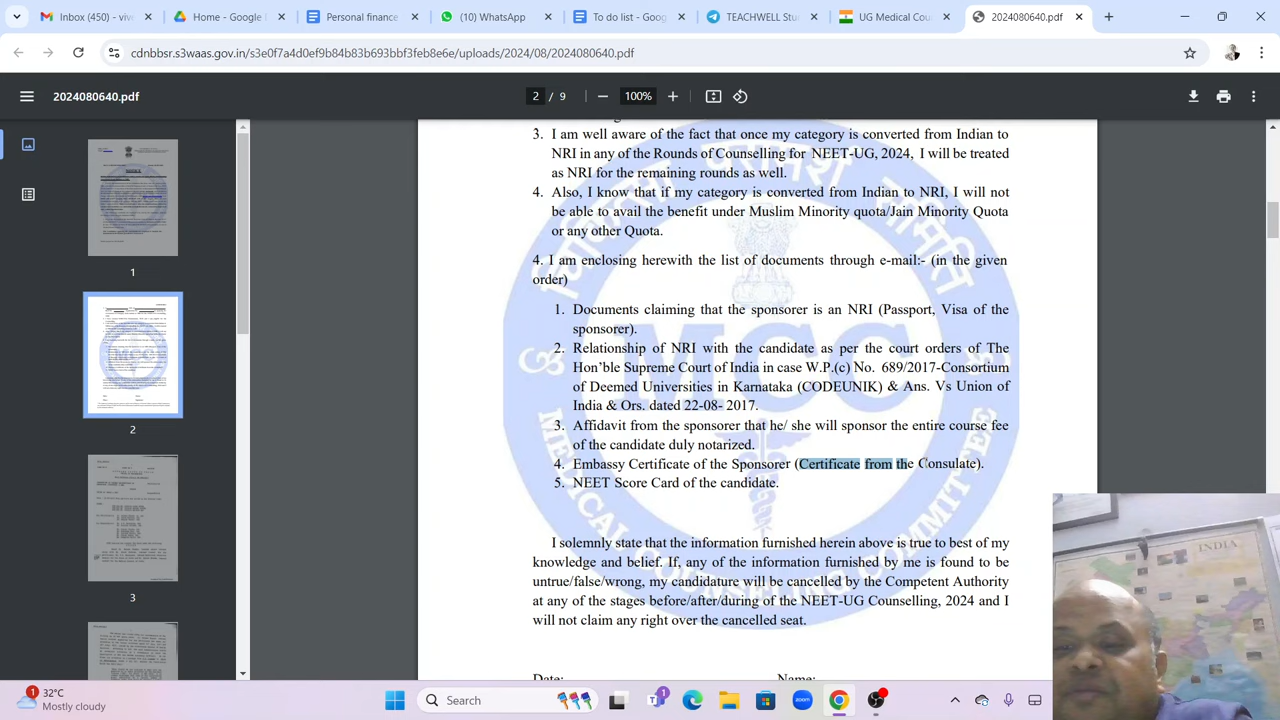 Inbox (450) - vive
Home - Google
Personal financ
(10) WhatsApp
To do list - Goog
TEACHWELL Stu
UG Medical Cou
2024080640.pdf
cdnbbsr.s3waas.gov.in/s3e0f7a4d0ef9b84b83b693bbf3feb8e6e/uploads/2024/08/2024080640.pdf
2024080640.pdf
2 / 9
100%
3. I am well aware of the fact that once my category is converted from Indian to
NRI in any of the Rounds of Counselling for NEET-UG, 2024, I will be treated
as NRI for the remaining rounds as well.
4. Also, I know that if my category is converted from Indian to NRI, I will not
be able to avail the benefit under Muslim Minority quota/Jain Minority Quota
or any other Quota.
4. I am enclosing herewith the list of documents through e-mail:- (in the given
order)
Documents claiming that the sponsorer is an NRI (Passport, Visa of the
sponsorer).
Relationship of NRI with the candidate as per the court orders of The
Hon'ble Supreme Court of India in case W.P.(c) No. 689/2017-Consortium
of Deemed Universities in Karnataka (CODEUNIK) & Ans. Vs Union of
India & Ors. dated 22-08- 2017.
3. Affidavit from the sponsorer that he/ she will sponsor the entire course fee
of the candidate duly notarized.
Embassy Certificate of the Sponsorer (Certificate from the Consulate).
5. NEET Score Card of the candidate.
solemnly state that the information furnished herein above is true to best of my
knowledge and belief. If, any of the information furnished by me is found to be
untrue/false/wrong, my candidature will be cancelled by the Competent Authority
at any of the stages before/after/during of the NEET-UG Counselling, 2024 and I
will not claim any right over the cancelled seat.
Date:
Name:
1
2
3
1
32°C
Mostly cloudy
Search
1
zoom